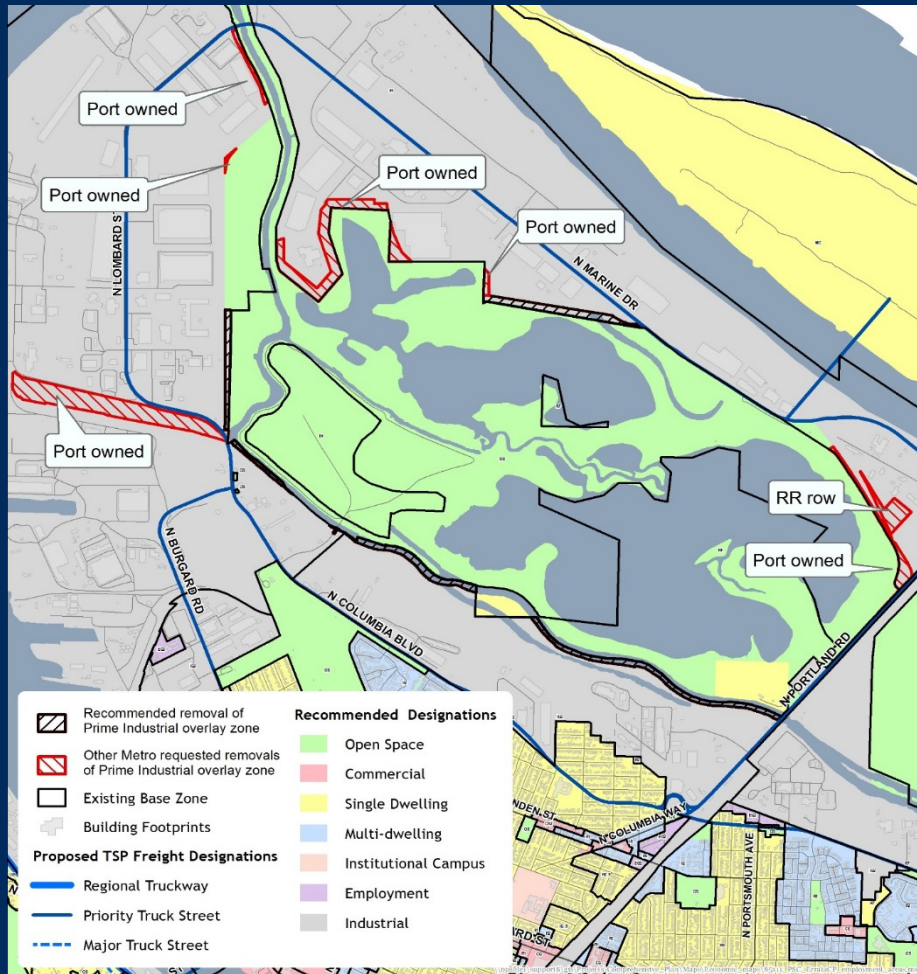 Port owned
Port owned
Port owned
Port owned
N LOMBARD ST
N MARINE DR
Port owned
RR row
Port owned
N BURGARD RD
N COLUMBIA BLVD
N PORTLAND RD
N COLUMBIA WAY
N PORTSMOUTH AVE
Recommended removal of
Prime Industrial overlay zone
Other Metro requested removals
of Prime Industrial overlay zone
Existing Base Zone
Building Footprints
Proposed TSP Freight Designations
Regional Truckway
Priority Truck Street
Major Truck Street
Recommended Designations
Open Space
Commercial
Single Dwelling
Multi-dwelling
Institutional Campus
Employment
Industrial